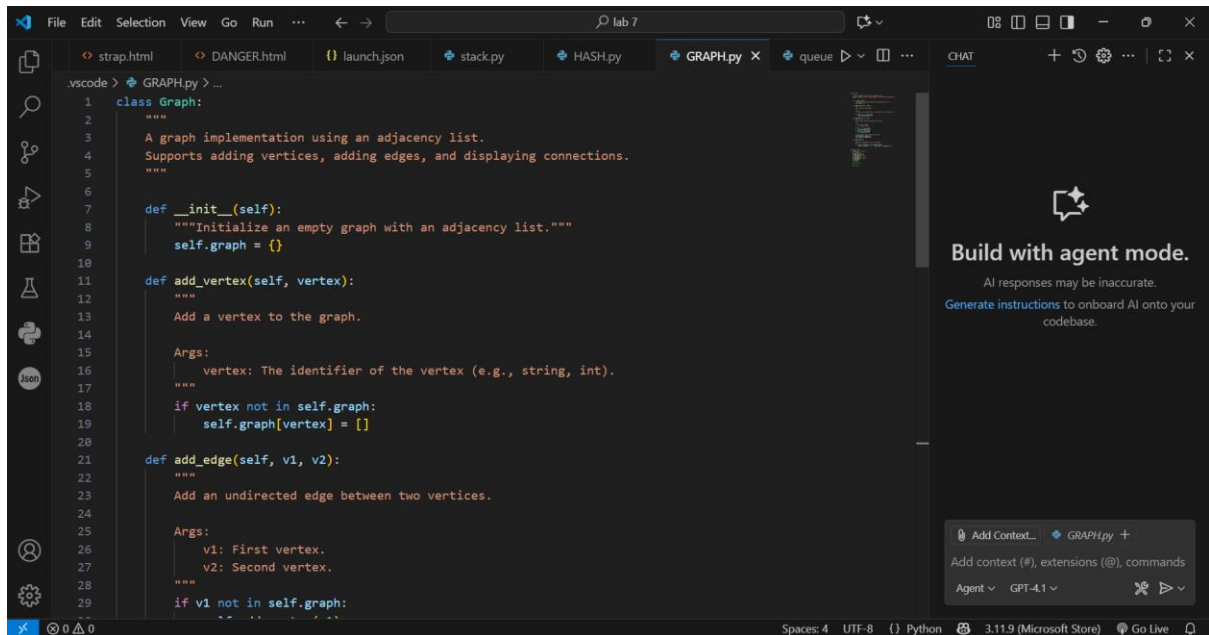 File Edit Selection View Go Run ··· lab 7
strap.html DANGER.html {} launch.json stack.py HASH.py GRAPH.py queue ··· CHAT ···
.vscode > GRAPH.py > ...
1 class Graph:
2 """
3 A graph implementation using an adjacency list.
4 Supports adding vertices, adding edges, and displaying connections.
5 """
6
7 def __init__(self):
8 """Initialize an empty graph with an adjacency list."""
9 self.graph = {}
10
11 def add_vertex(self, vertex):
12 """
13 Add a vertex to the graph.
14
15 Args:
16 vertex: The identifier of the vertex (e.g., string, int).
17 """
18 if vertex not in self.graph:
19 self.graph[vertex] = []
20
21 def add_edge(self, v1, v2):
22 """
23 Add an undirected edge between two vertices.
24
25 Args:
26 v1: First vertex.
27 v2: Second vertex.
28 """
29 if v1 not in self.graph:
Json
Build with agent mode.
AI responses may be inaccurate.
Generate instructions to onboard AI onto your
codebase.
Add Context... GRAPH.py +
Add context (#), extensions (@), commands
Agent GPT-4.1
0 0 Spaces: 4 UTF-8 {} Python 3.11.9 (Microsoft Store) Go Live